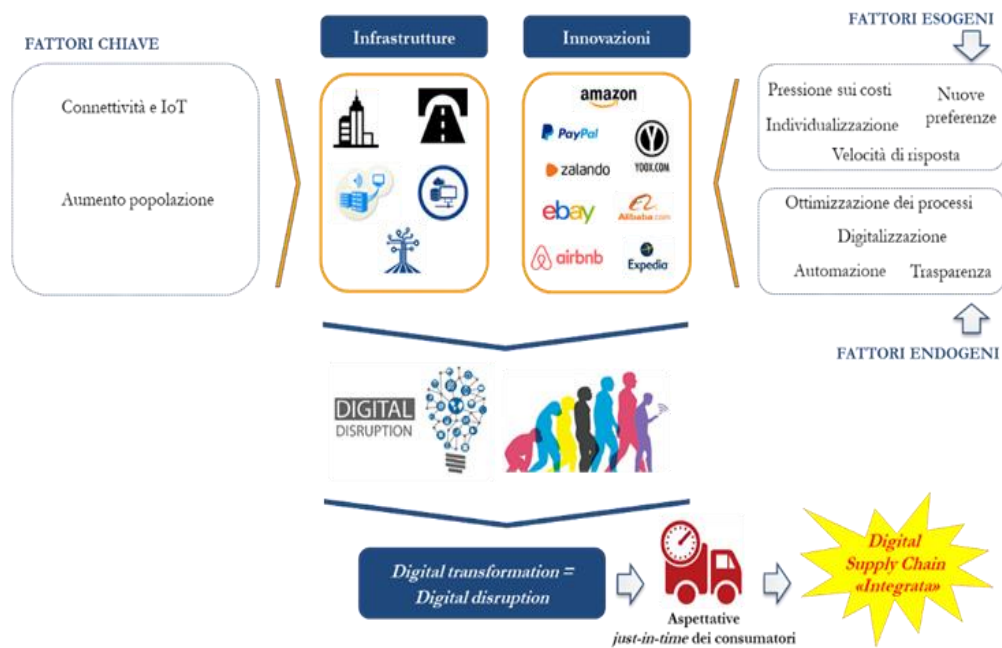 FATTORI CHIAVE
Connettività e IoT
Aumento popolazione
Infrastrutture
Innovazioni
amazon
PayPal
Y
YOOX.COM
zalando
ebay
Alibaba.com
airbnb
Expedia
FATTORI ESOGENI
Pressione sui costi
Nuove
preferenze
Individualizzazione
Velocità di risposta
Ottimizzazione dei processi
Digitalizzazione
Automazione
Trasparenza
FATTORI ENDOGENI
DIGITAL
DISRUPTION
Digital transformation =
Digital disruption
Aspettative
just-in-time dei consumatori
Digital
Supply Chain
«Integrata»